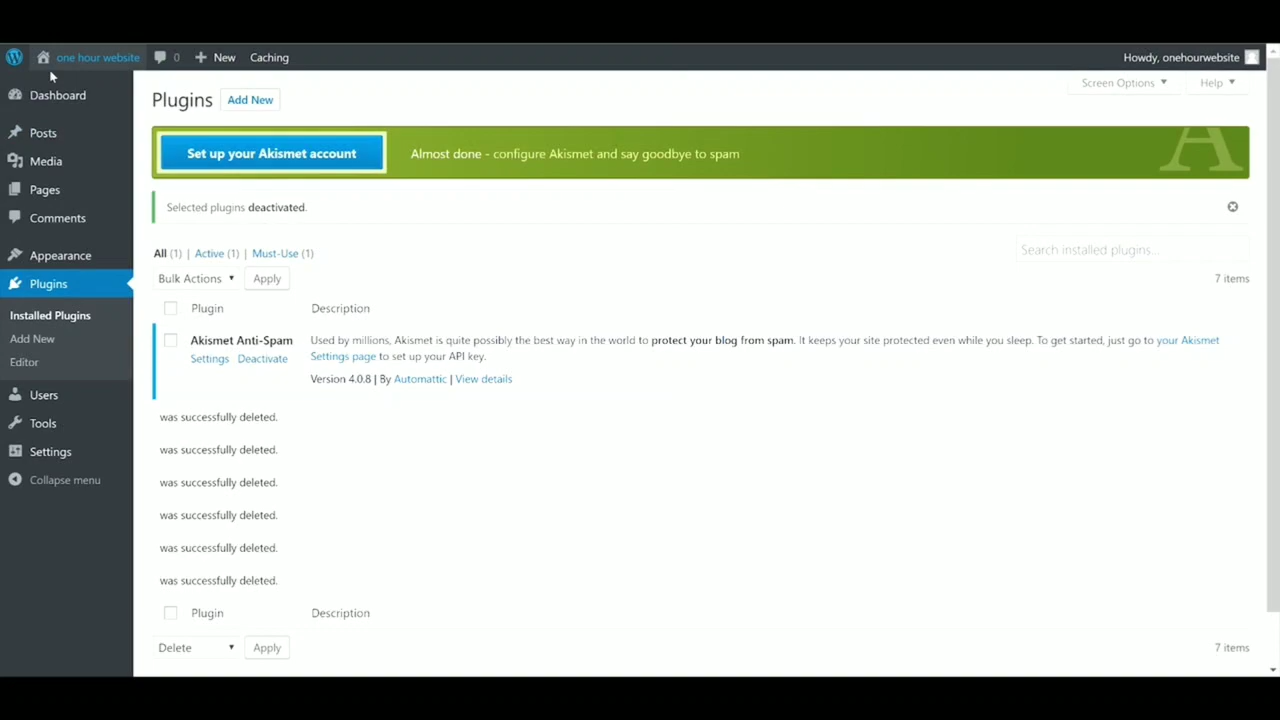 one hour website 0 New Caching Howdy, onehourwebsite
Dashboard
Posts
Media
Pages
Comments
Appearance
Plugins
Installed Plugins
Add New
Editor
Users
Tools
Settings
Collapse menu
Screen Options Help
Plugins Add New
Set up your Akismet account Almost done - configure Akismet and say goodbye to spam
Selected plugins deactivated.
All (1) | Active (1) | Must-Use (1)
Search installed plugins...
Bulk Actions Apply 7 items
Plugin Description
Akismet Anti-Spam Used by millions, Akismet is quite possibly the best way in the world to protect your blog from spam. It keeps your site protected even while you sleep. To get started, just go to your Akismet
Settings Deactivate Settings page to set up your API key.
Version 4.0.8 | By Automattic | View details
was successfully deleted.
was successfully deleted.
was successfully deleted.
was successfully deleted.
was successfully deleted.
was successfully deleted.
Plugin Description
Delete Apply 7 items